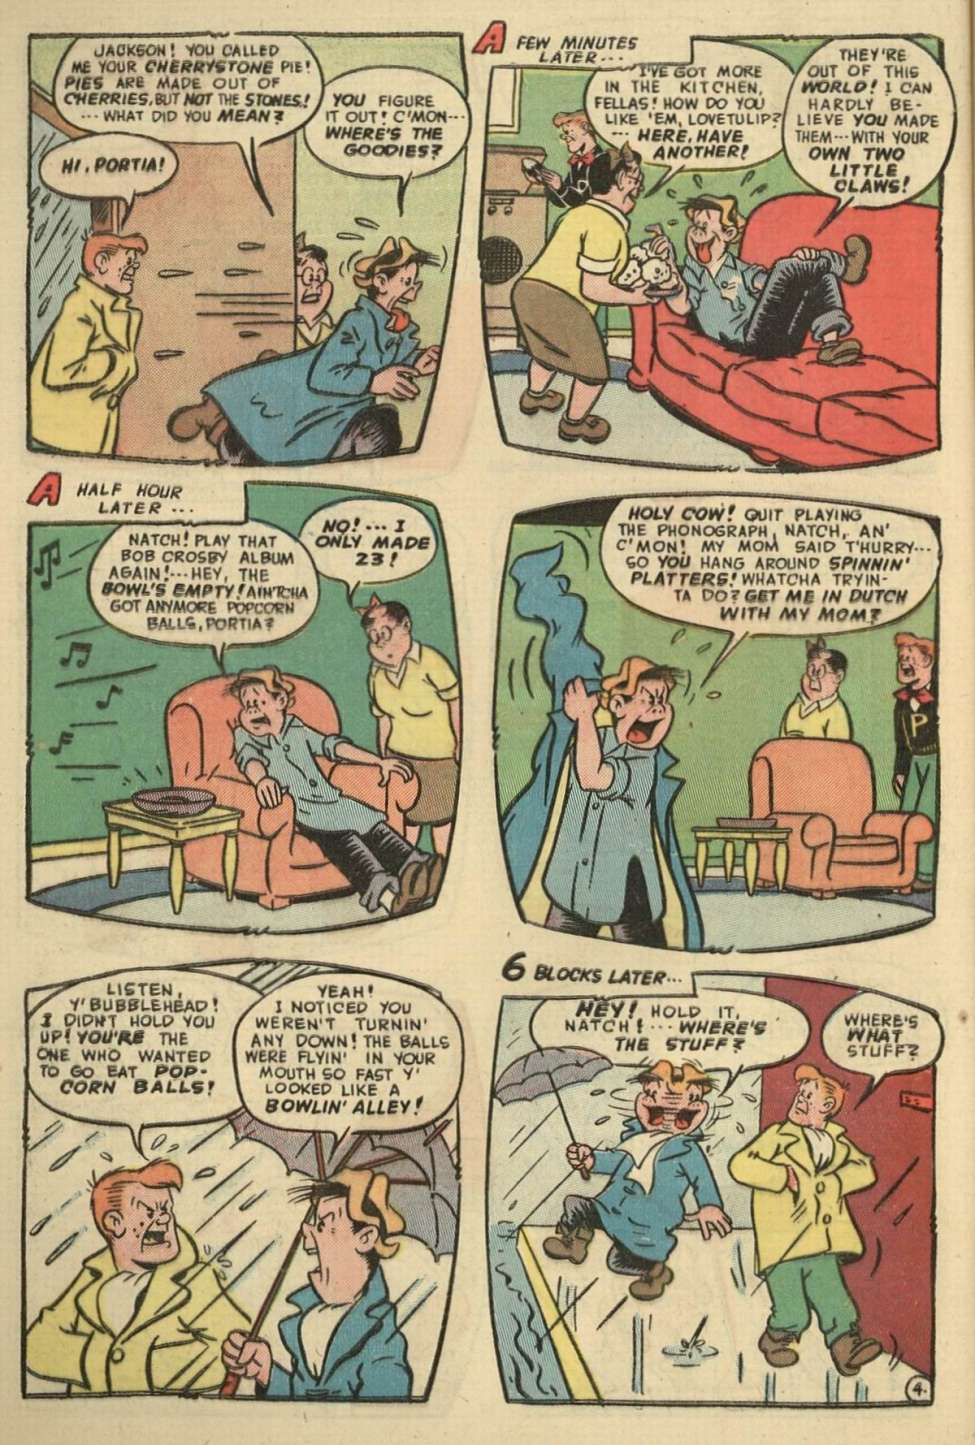 JACKSON! YOU CALLED
ME YOUR CHERRYSTONE PIE!
PIES ARE MADE OUT OF
CHERRIES, BUT NOT THE STONES!
... WHAT DID YOU MEAN?
HI, PORTIA!
YOU FIGURE
IT OUT! C'MON---
WHERE'S THE
GOODIES?
A FEW MINUTES
LATER...
I'VE GOT MORE
IN THE KITCHEN,
FELLAS! HOW DO YOU
LIKE 'EM, LOVETULIP?
... HERE, HAVE
ANOTHER!
THEY'RE
OUT OF THIS
WORLD! I CAN
HARDLY BE-
LIEVE YOU MADE
THEM---WITH YOUR
OWN TWO
LITTLE
CLAWS!
A HALF HOUR
LATER...
NATCH! PLAY THAT
BOB CROSBY ALBUM
AGAIN!---HEY, THE
BOWL'S EMPTY! AIN'TCHA
GOT ANYMORE POPCORN
BALLS, PORTIA?
NO!--- I
ONLY MADE
23!
HOLY COW! QUIT PLAYING
THE PHONOGRAPH, NATCH, AN'
C'MON! MY MOM SAID T'HURRY---
SO YOU HANG AROUND SPINNIN'
PLATTERS! WHATCHA TRYIN-
TA DO? GET ME IN DUTCH
WITH MY MOM?
P
LISTEN,
Y'BUBBLEHEAD!
I DIDN'T HOLD YOU
UP! YOU'RE THE
ONE WHO WANTED
TO GO EAT POP-
CORN BALLS!
YEAH!
I NOTICED YOU
WEREN'T TURNIN'
ANY DOWN! THE BALLS
WERE FLYIN' IN YOUR
MOUTH SO FAST Y'
LOOKED LIKE A
BOWLIN' ALLEY!
6 BLOCKS LATER...
HEY! HOLD IT,
NATCH!--- WHERE'S
THE STUFF?
WHERE'S
WHAT
STUFF?
4.